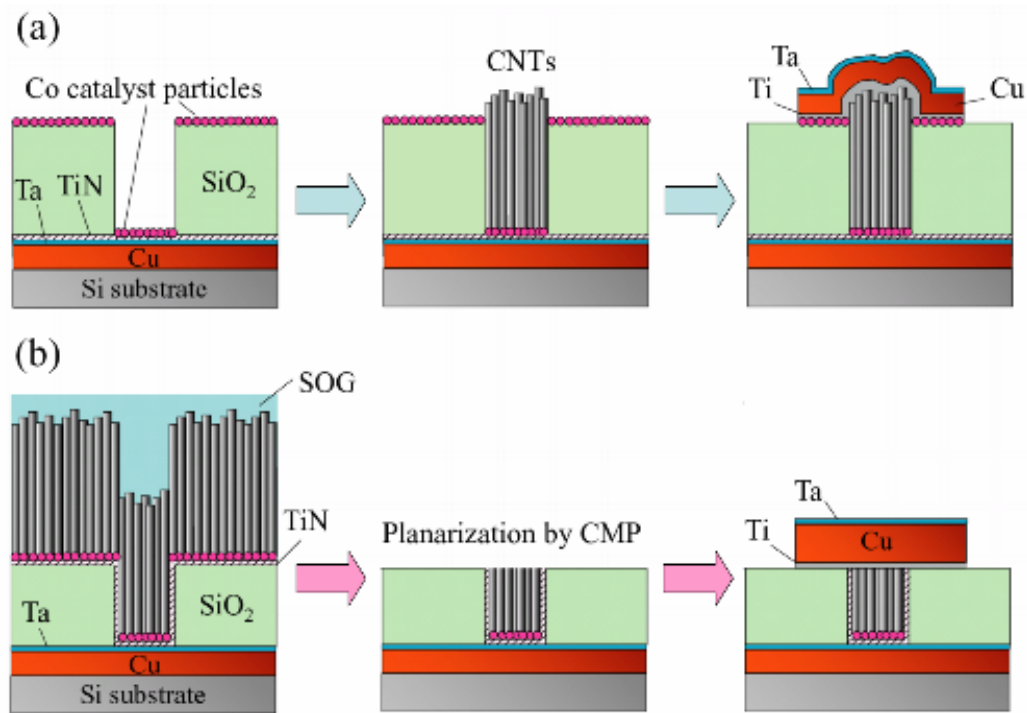 (a)
Co catalyst particles
CNTs
Ta
Ti
Cu
Ta
TiN
SiO₂
Cu
Si substrate
(b)
SOG
TiN
Planarization by CMP
Ta
Ti
Cu
Ta
SiO₂
Cu
Si substrate